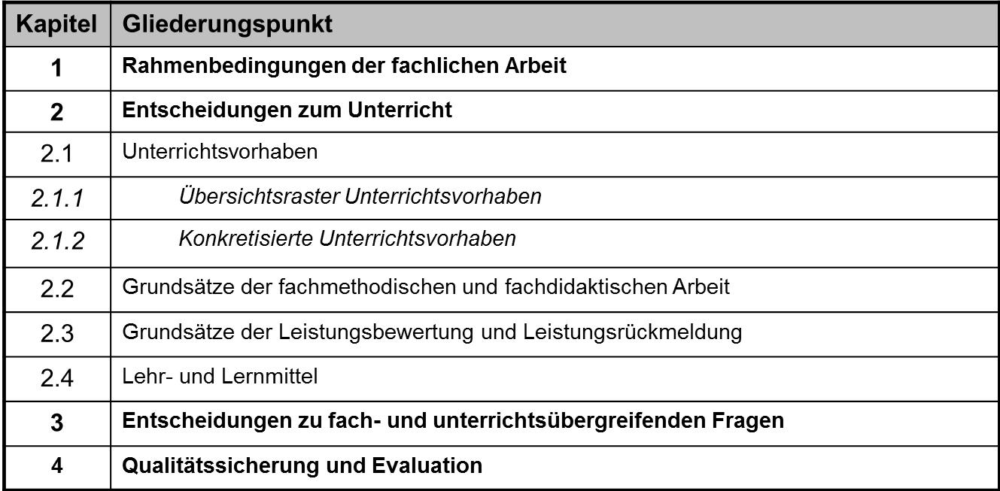 Kapitel Gliederungspunkt
1 Rahmenbedingungen der fachlichen Arbeit
2 Entscheidungen zum Unterricht
2.1 Unterrichtsvorhaben
2.1.1 Übersichtsraster Unterrichtsvorhaben
2.1.2 Konkretisierte Unterrichtsvorhaben
2.2 Grundsätze der fachmethodischen und fachdidaktischen Arbeit
2.3 Grundsätze der Leistungsbewertung und Leistungsrückmeldung
2.4 Lehr- und Lernmittel
3 Entscheidungen zu fach- und unterrichtsübergreifenden Fragen
4 Qualitätssicherung und Evaluation